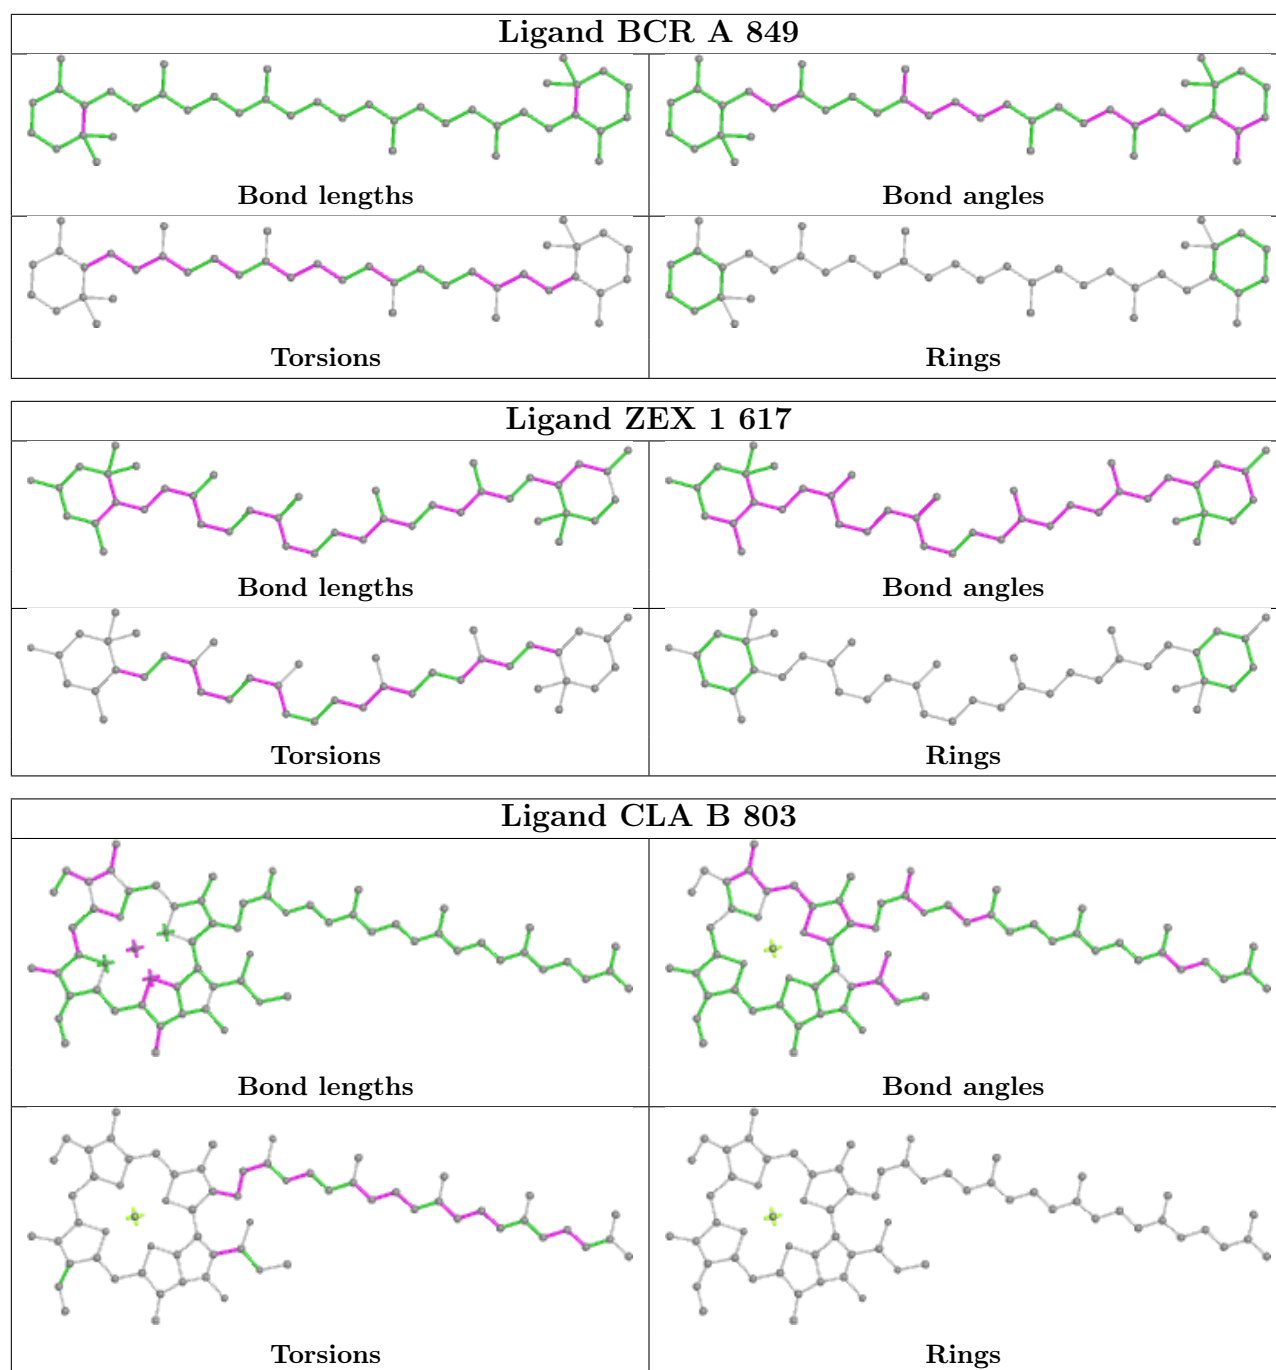 Ligand BCR A 849
Bond lengths
Bond angles
Torsions
Rings
Ligand ZEX 1 617
Bond lengths
Bond angles
Torsions
Rings
Ligand CLA B 803
Bond lengths
Bond angles
Torsions
Rings